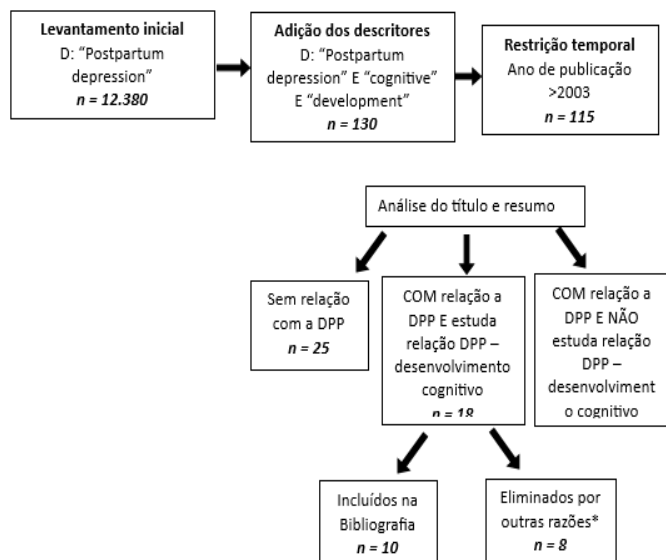 Levantamento inicial
D: “Postpartum
depression”
n = 12.380
Adição dos descritores
D: “Postpartum
depression” E “cognitive”
E “development”
n = 130
Restrição temporal
Ano de publicação
>2003
n = 115
Análise do título e resumo
Sem relação
com a DPP
n = 25
COM relação a
DPP E estuda
relação DPP –
desenvolvimento
cognitivo
n = 18
COM relação a
DPP E NÃO
estuda relação
DPP –
desenvolviment
o cognitivo
Incluídos na
Bibliografia
n = 10
Eliminados por
outras razões*
n = 8